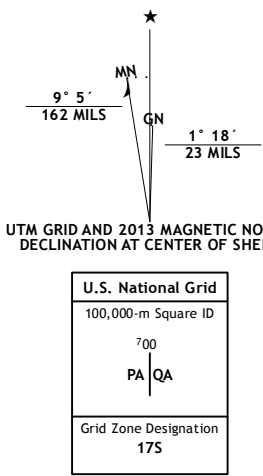 ★
MN
GN
9° 5´
162 MILS
1° 18´
23 MILS
UTM GRID AND 2013 MAGNETIC NO
DECLINATION AT CENTER OF SHE
U.S. National Grid
100,000-m Square ID
⁷00
PA QA
Grid Zone Designation
17S